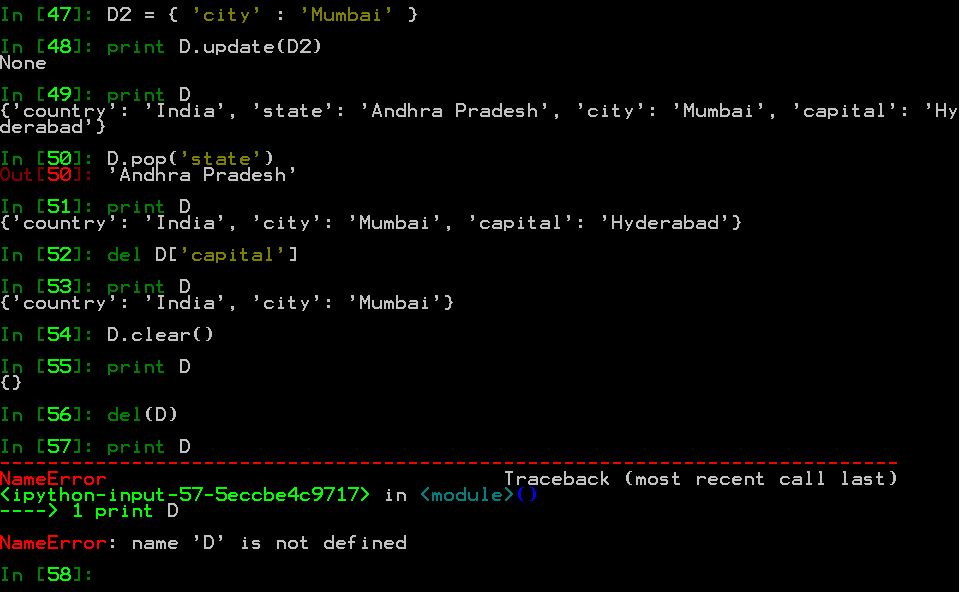 In [47]: D2 = { 'city' : 'Mumbai' }
In [48]: print D.update(D2)
None
In [49]: print D
{'country': 'India', 'state': 'Andhra Pradesh', 'city': 'Mumbai', 'capital': 'Hy
derabad'}
In [50]: D.pop('state')
Out[50]: 'Andhra Pradesh'
In [51]: print D
{'country': 'India', 'city': 'Mumbai', 'capital': 'Hyderabad'}
In [52]: del D['capital']
In [53]: print D
{'country': 'India', 'city': 'Mumbai'}
In [54]: D.clear()
In [55]: print D
{}
In [56]: del(D)
In [57]: print D
---------------------------------------------------------------------------
NameError                                 Traceback (most recent call last)
<ipython-input-57-5eccbe4c9717> in <module>()
----> 1 print D
NameError: name 'D' is not defined
In [58]: